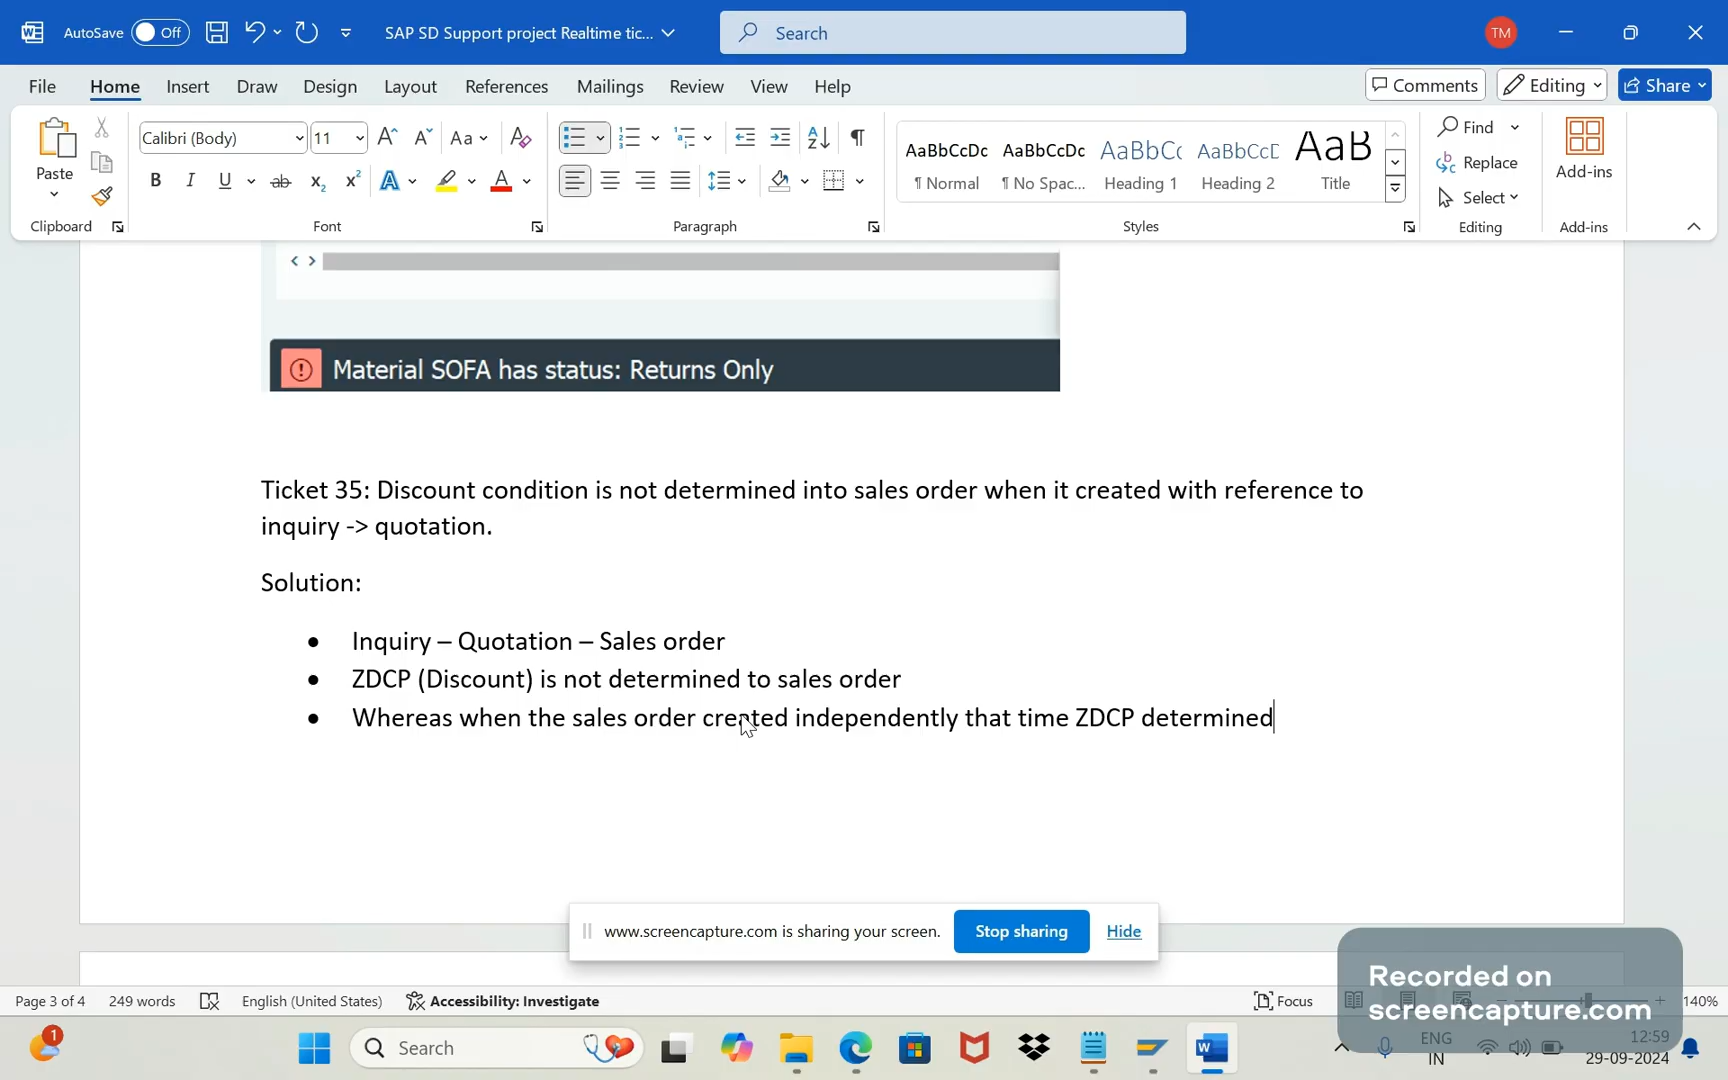 AutoSave Off SAP SD Support project Realtime tic... Search TM
File Home Insert Draw Design Layout References Mailings Review View Help Comments Editing Share
Paste
Calibri (Body) 11
Aa
A
Z
B I U ab x2 x2 A A
AaBbCcDc AaBbCcDc AaBbCc AaBbCcD AaB
¶ Normal ¶ No Spac... Heading 1 Heading 2 Title
Find
Replace
Select
Add-ins
Clipboard Font Paragraph Styles Editing Add-ins
Material SOFA has status: Returns Only
Ticket 35: Discount condition is not determined into sales order when it created with reference to
inquiry -> quotation.
Solution:
• Inquiry – Quotation – Sales order
• ZDCP (Discount) is not determined to sales order
• Whereas when the sales order created independently that time ZDCP determined
www.screencapture.com is sharing your screen. Stop sharing Hide
Recorded on
screencapture.com
Page 3 of 4 249 words English (United States) Accessibility: Investigate Focus 140%
1 Search ENG
IN
12:59
29-09-2024